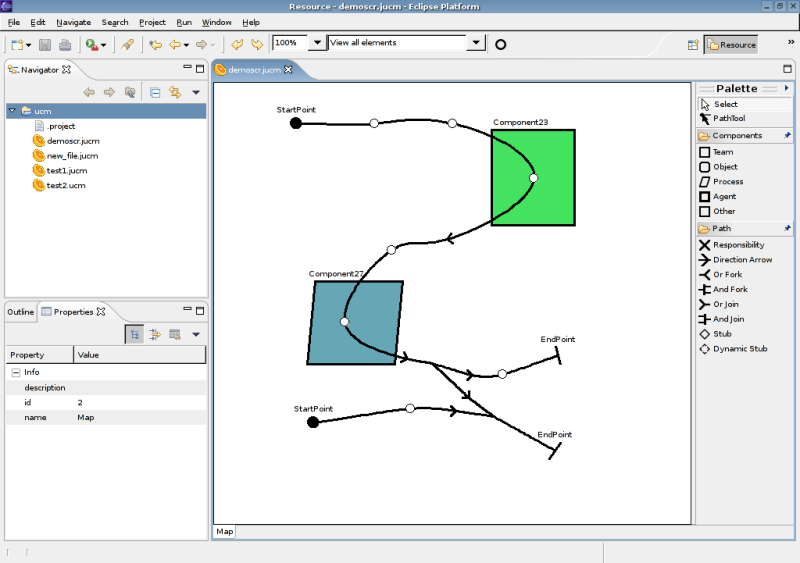 Resource - demoscr.jucm - Eclipse Platform
File Edit Navigate Search Project Run Window Help
100% View all elements Resource »
Navigator
ucm
.project
demoscr.jucm
new_file.jucm
test1.jucm
test2.ucm
Outline Properties
Property Value
Info
description
id 2
name Map
demoscr.jucm
StartPoint
Component23
Component27
EndPoint
StartPoint
EndPoint
Map
Palette
Select
PathTool
Components
Team
Object
Process
Agent
Other
Path
Responsibility
Direction Arrow
Or Fork
And Fork
Or Join
And Join
Stub
Dynamic Stub